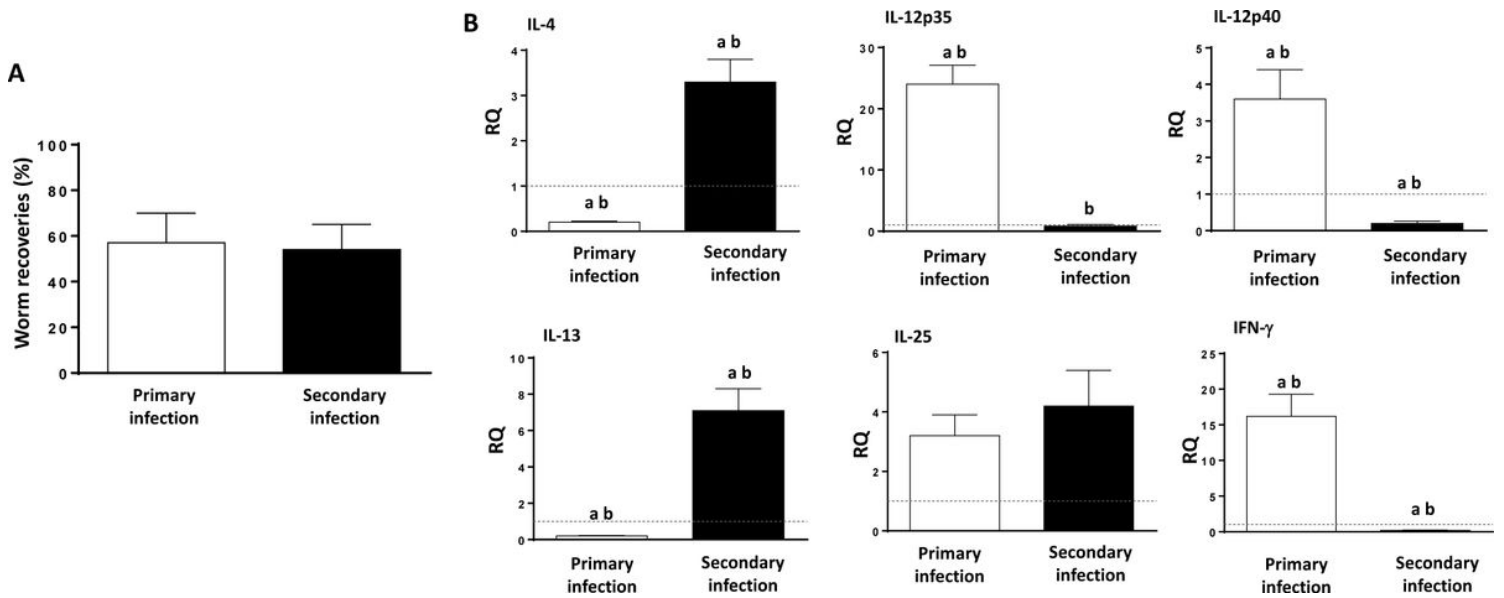 A
Worm recoveries (%)
100
80
60
40
20
0
Primary
infection
Secondary
infection
B
IL-4
RQ
4
3
2
1
0
a b
a b
Primary
infection
Secondary
infection
IL-12p35
RQ
30
20
10
0
a b
b
Primary
infection
Secondary
infection
IL-12p40
RQ
5
4
3
2
1
0
a b
a b
Primary
infection
Secondary
infection
IL-13
RQ
10
8
6
4
2
0
a b
a b
Primary
infection
Secondary
infection
IL-25
RQ
6
4
2
0
Primary
infection
Secondary
infection
IFN-γ
RQ
25
20
15
10
5
0
a b
a b
Primary
infection
Secondary
infection